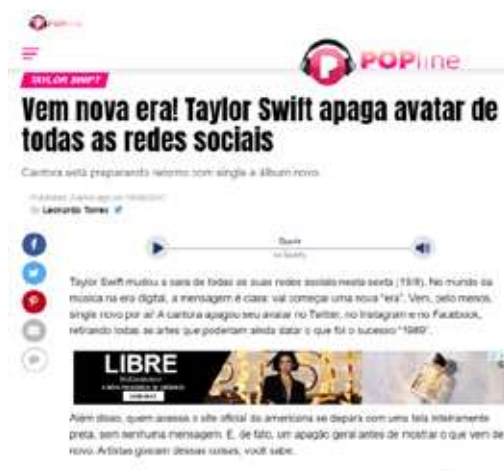 POPline
TAYLOR SWIFT
Vem nova era! Taylor Swift apaga avatar de
todas as redes sociais
Cantora está preparando retorno com single e álbum novo.
By Leonardo Torres
Ouvir
Taylor Swift mudou a cara de todas as suas redes sociais nesta sexta (18/8). No mundo da
música na era digital, a mensagem é clara: vai começar uma nova "era". Vem, pelo menos,
single novo por aí! A cantora apagou seu avatar no Twitter, no Instagram e no Facebook,
retirando todas as artes que poderiam ainda datar o que foi o sucesso "1989".
LIBRE
Além disso, quem acessa o site oficial da americana se depara com uma tela inteiramente
preta, sem nenhuma mensagem. É, de fato, um apagão geral antes de mostrar o que vem de
novo. Artistas gostam dessas coisas, você sabe.